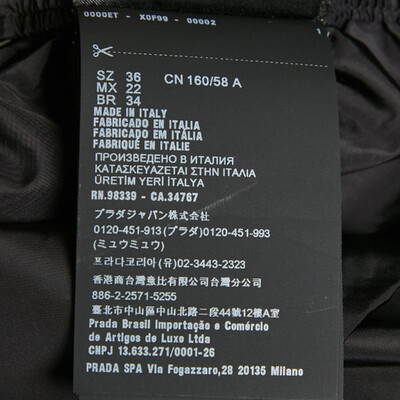 0000ET - X0F99 - 00002
1
SZ 36 CN 160/58 A
MX 22
BR 34
MADE IN ITALY
FABRICADO EN ITALIA
FABRICADO EM ITÁLIA
FABRIQUÉ EN ITALIE
ПРОИЗВЕДЕНО В ИТАЛИЯ
ΚΑΤΑΣΚΕΥΑΖΕΤΑΙ ΣΤΗΝ ΙΤΑΛΙΑ
ÜRETİM YERİ İTALYA
RN.98339 - CA.34767
プラダジャパン株式会社
0120-451-913 (プラダ) 0120-451-993
(ミュウミュウ)
프라다코리아 (유) 02-3443-2323
香港商台灣意比有限公司台灣分公司
886-2-2571-5255
臺北市中山區中山北路二段44號12樓A室
Prada Brasil Importação e Comércio
de Artigos de Luxo Ltda
CNPJ 13.633.271/0001-26
PRADA SPA Via Fogazzaro,28 20135 Milano